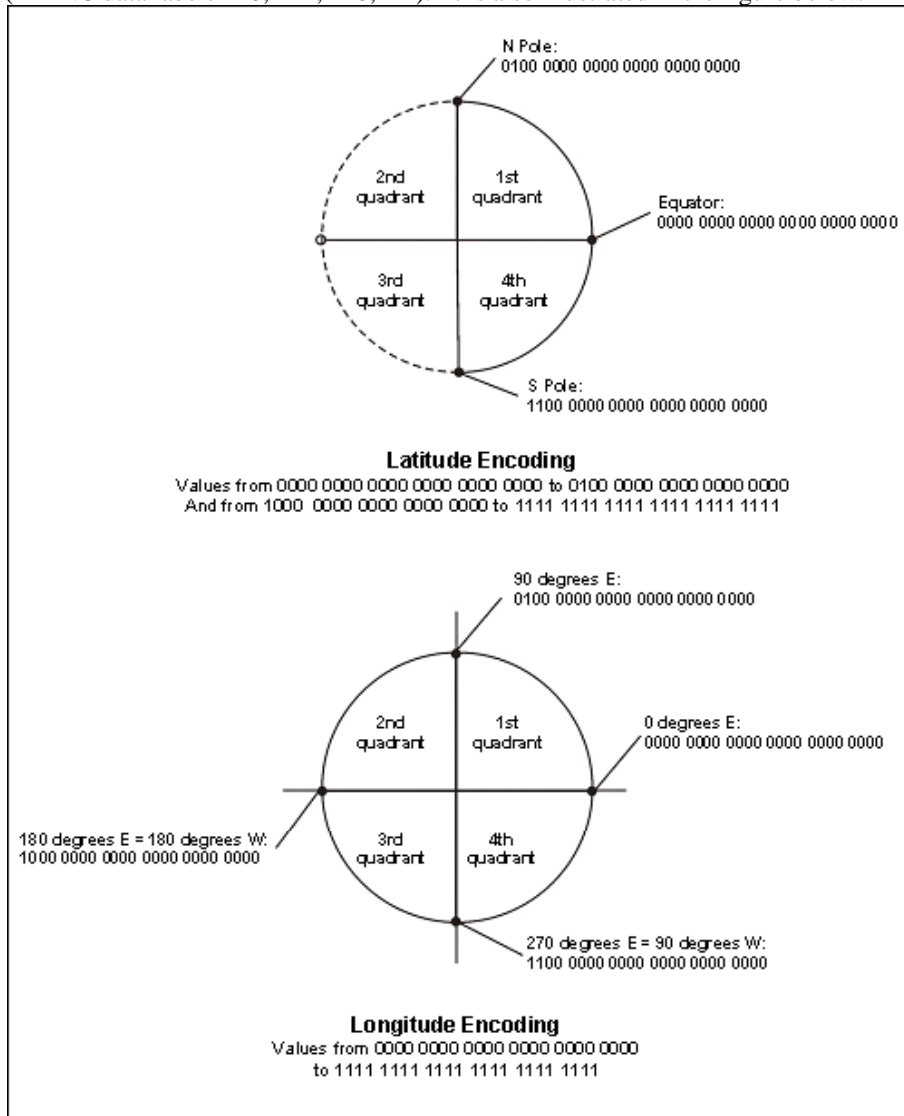 N Pole:
0100 0000 0000 0000 0000 0000
2nd
quadrant
1st
quadrant
Equator:
0000 0000 0000 0000 0000 0000
3rd
quadrant
4th
quadrant
S Pole:
1100 0000 0000 0000 0000 0000
Latitude Encoding
Values from 0000 0000 0000 0000 0000 0000 to 0100 0000 0000 0000 0000 0000
And from 1000 0000 0000 0000 0000 to 1111 1111 1111 1111 1111 1111
90 degrees E:
0100 0000 0000 0000 0000 0000
2nd
quadrant
1st
quadrant
0 degrees E:
0000 0000 0000 0000 0000 0000
180 degrees E = 180 degrees W:
1000 0000 0000 0000 0000 0000
3rd
quadrant
4th
quadrant
270 degrees E = 90 degrees W:
1100 0000 0000 0000 0000 0000
Longitude Encoding
Values from 0000 0000 0000 0000 0000 0000
to 1111 1111 1111 1111 1111 1111